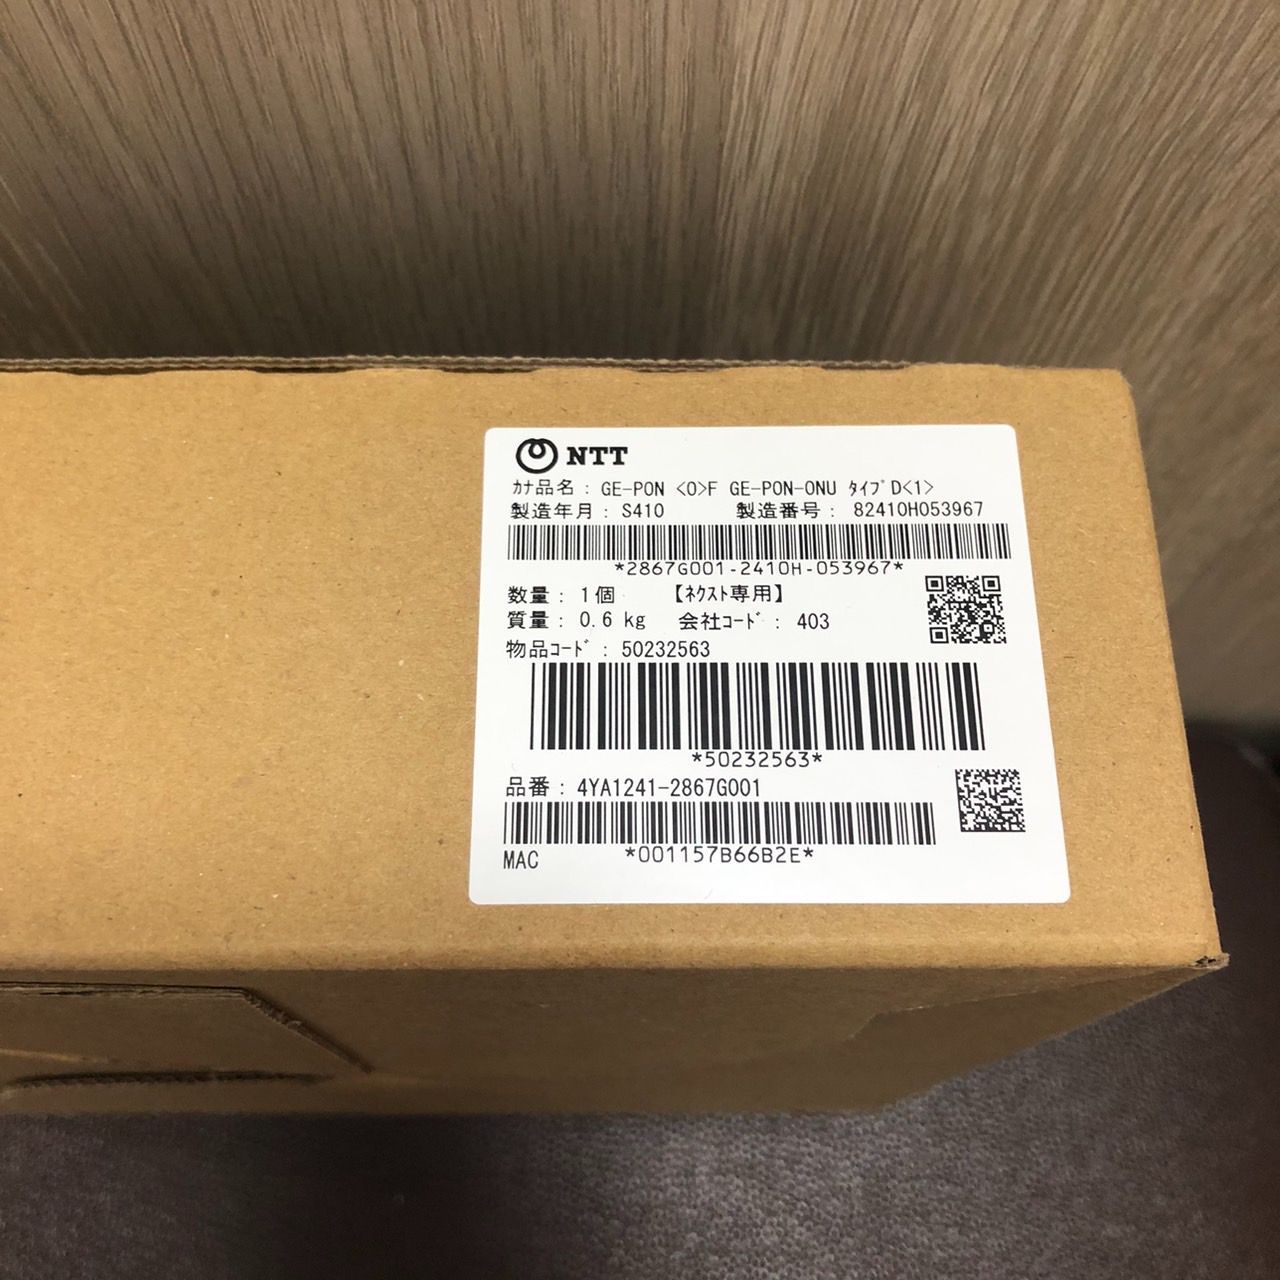 NTT
ｶﾅ品名：GE-PON <O>F GE-PON-ONU ﾀｲﾌﾟD<1>
製造年月：S410 製造番号：82410H053967
*2867G001-2410H-053967*
数量：1個 【ﾈｸｽﾄ専用】
質量：0.6 kg 会社ｺｰﾄﾞ：403
物品ｺｰﾄﾞ：50232563
*50232563*
品番：4YA1241-2867G001
*001157B66B2E*
MAC